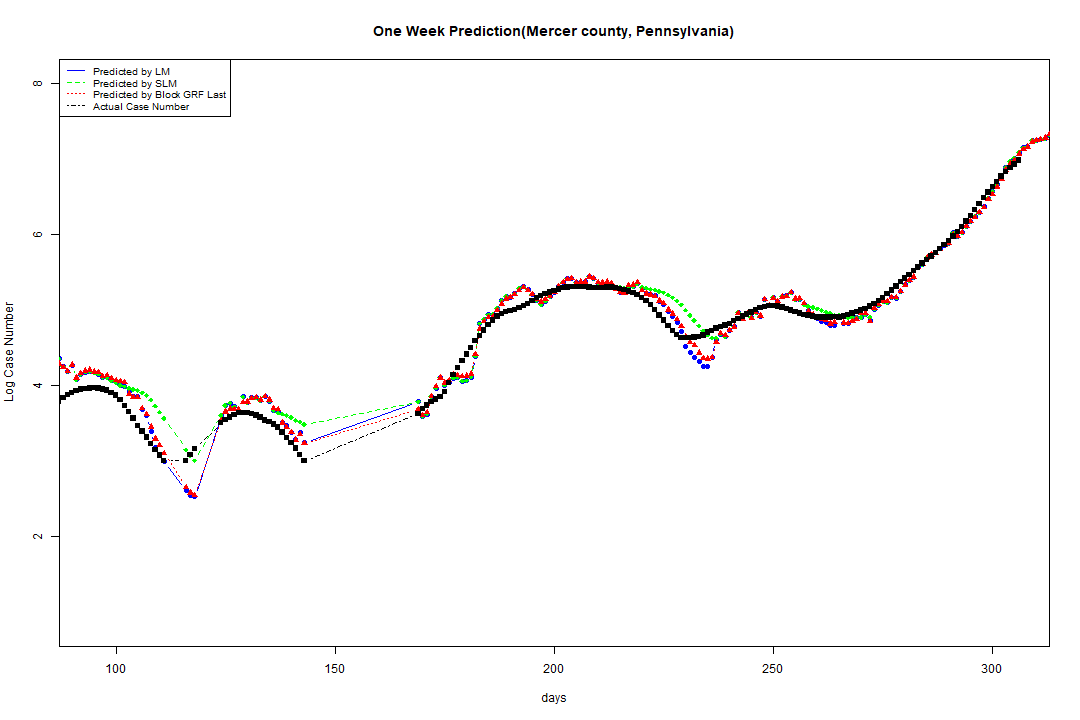 One Week Prediction(Mercer county, Pennsylvania)
Predicted by LM
Predicted by SLM
Predicted by Block GRF Last
Actual Case Number
8
6
4
2
Log Case Number
100 150 200 250 300
days